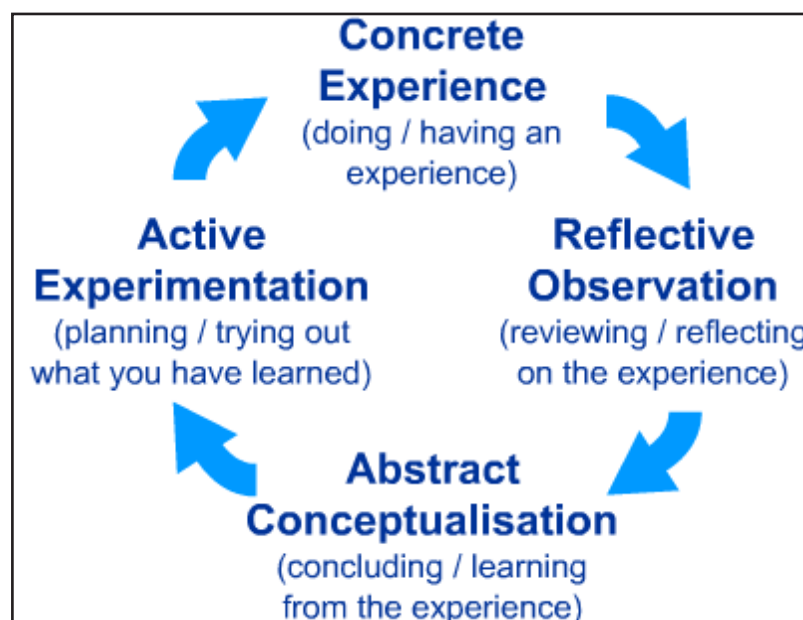 Concrete
Experience
(doing / having an
experience)
Active
Experimentation
(planning / trying out
what you have learned)
Reflective
Observation
(reviewing / reflecting
on the experience)
Abstract
Conceptualisation
(concluding / learning
from the experience)